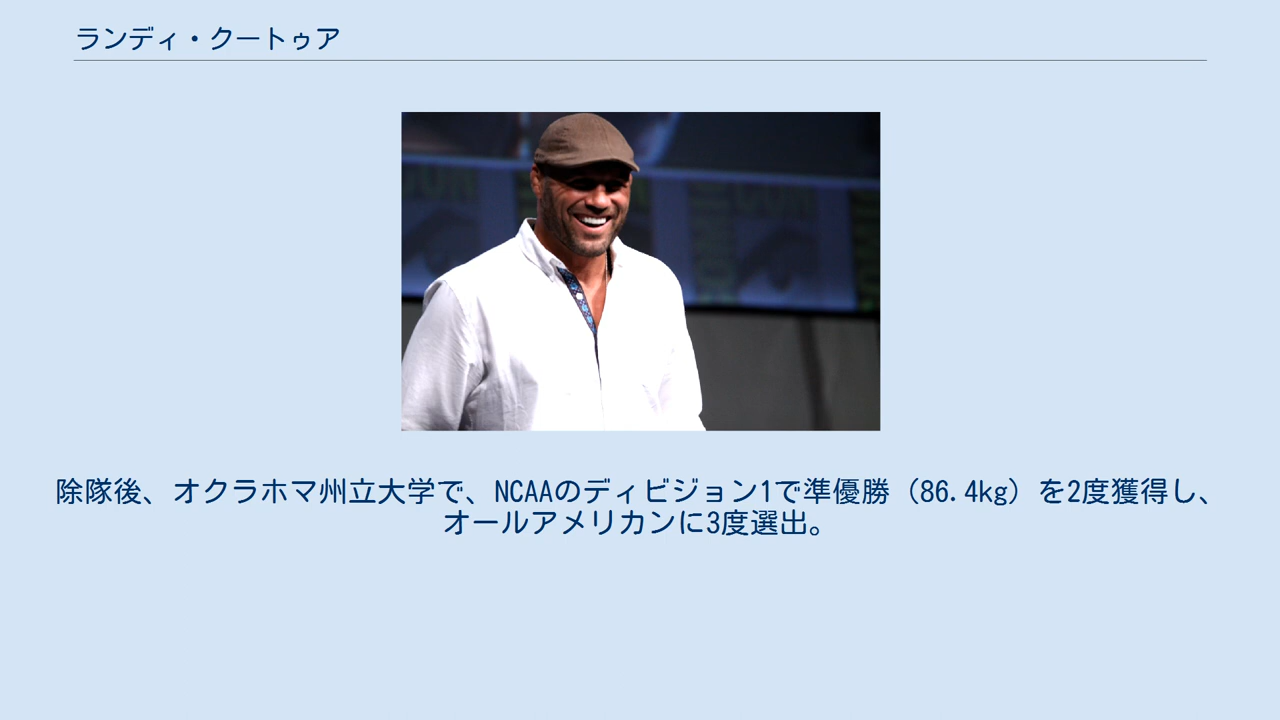 ランディ・クートゥア
除隊後、オクラホマ州立大学で、NCAAのディビジョン1で準優勝（86.4kg）を2度獲得し、
オールアメリカンに3度選出。